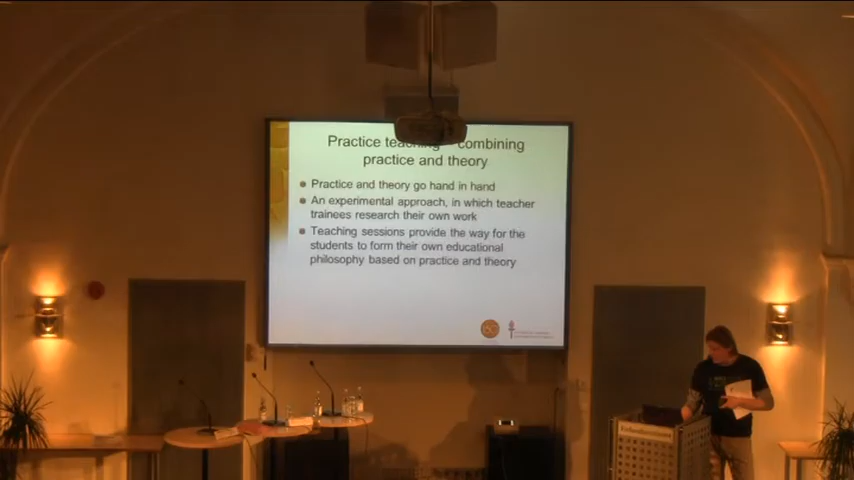 Practice teaching – combining
practice and theory
Practice and theory go hand in hand
An experimental approach, in which teacher
trainees research their own work
Teaching sessions provide the way for the
students to form their own educational
philosophy based on practice and theory